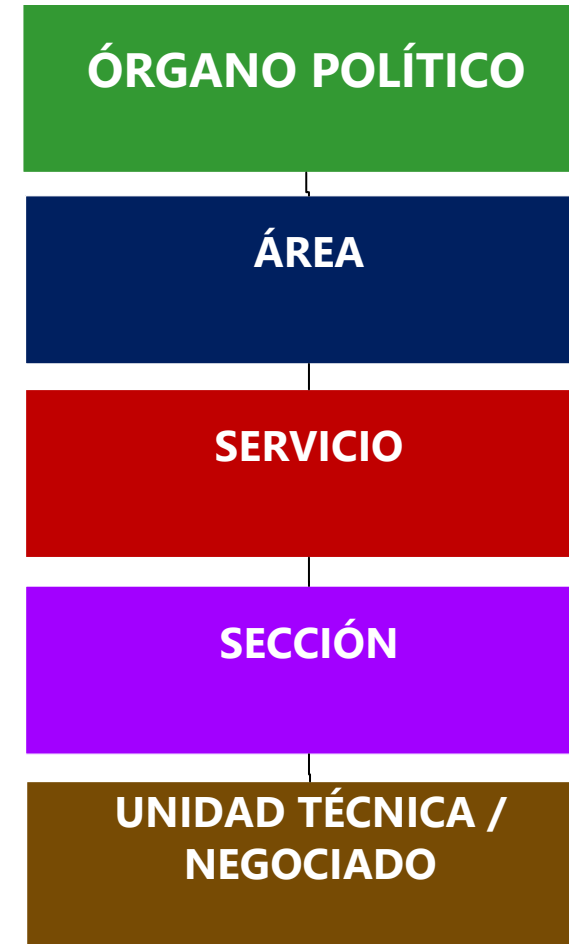 ÓRGANO POLÍTICO
ÁREA
SERVICIO
SECCIÓN
UNIDAD TÉCNICA /
NEGOCIADO